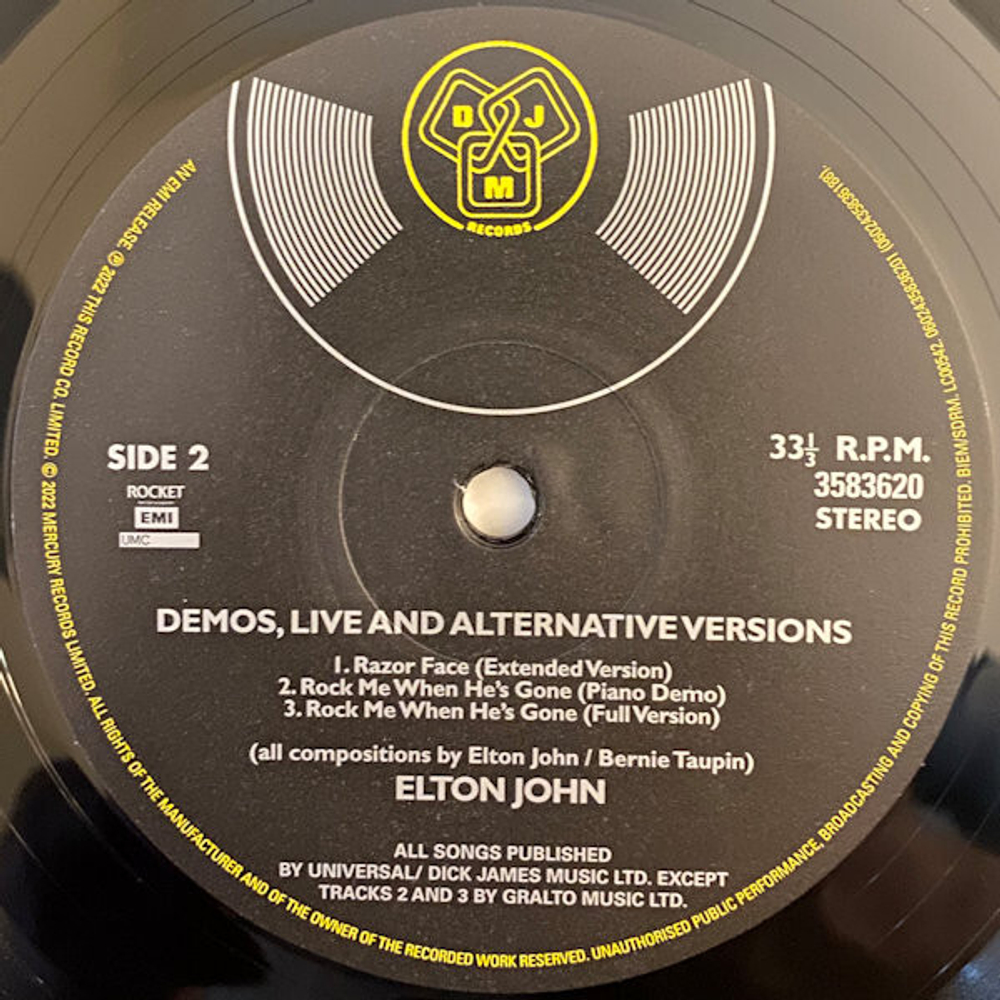 D J
M
RECORDS
SIDE 2
ROCKET
EMI
UMC
33⅓ R.P.M.
3583620
STEREO
DEMOS, LIVE AND ALTERNATIVE VERSIONS
1. Razor Face (Extended Version)
2. Rock Me When He's Gone (Piano Demo)
3. Rock Me When He's Gone (Full Version)
(all compositions by Elton John / Bernie Taupin)
ELTON JOHN
ALL SONGS PUBLISHED
BY UNIVERSAL/ DICK JAMES MUSIC LTD. EXCEPT
TRACKS 2 AND 3 BY GRALTO MUSIC LTD.
AN EMI RELEASE ℗ 2022 THIS RECORD CO. LIMITED. © 2022 MERCURY RECORDS LIMITED. ALL RIGHTS OF THE MANUFACTURER AND OF THE OWNER OF THE RECORDED WORK RESERVED. UNAUTHORISED PUBLIC PERFORMANCE, BROADCASTING AND COPYING OF THIS RECORD PROHIBITED. BIEM/SDRM. LC00542.